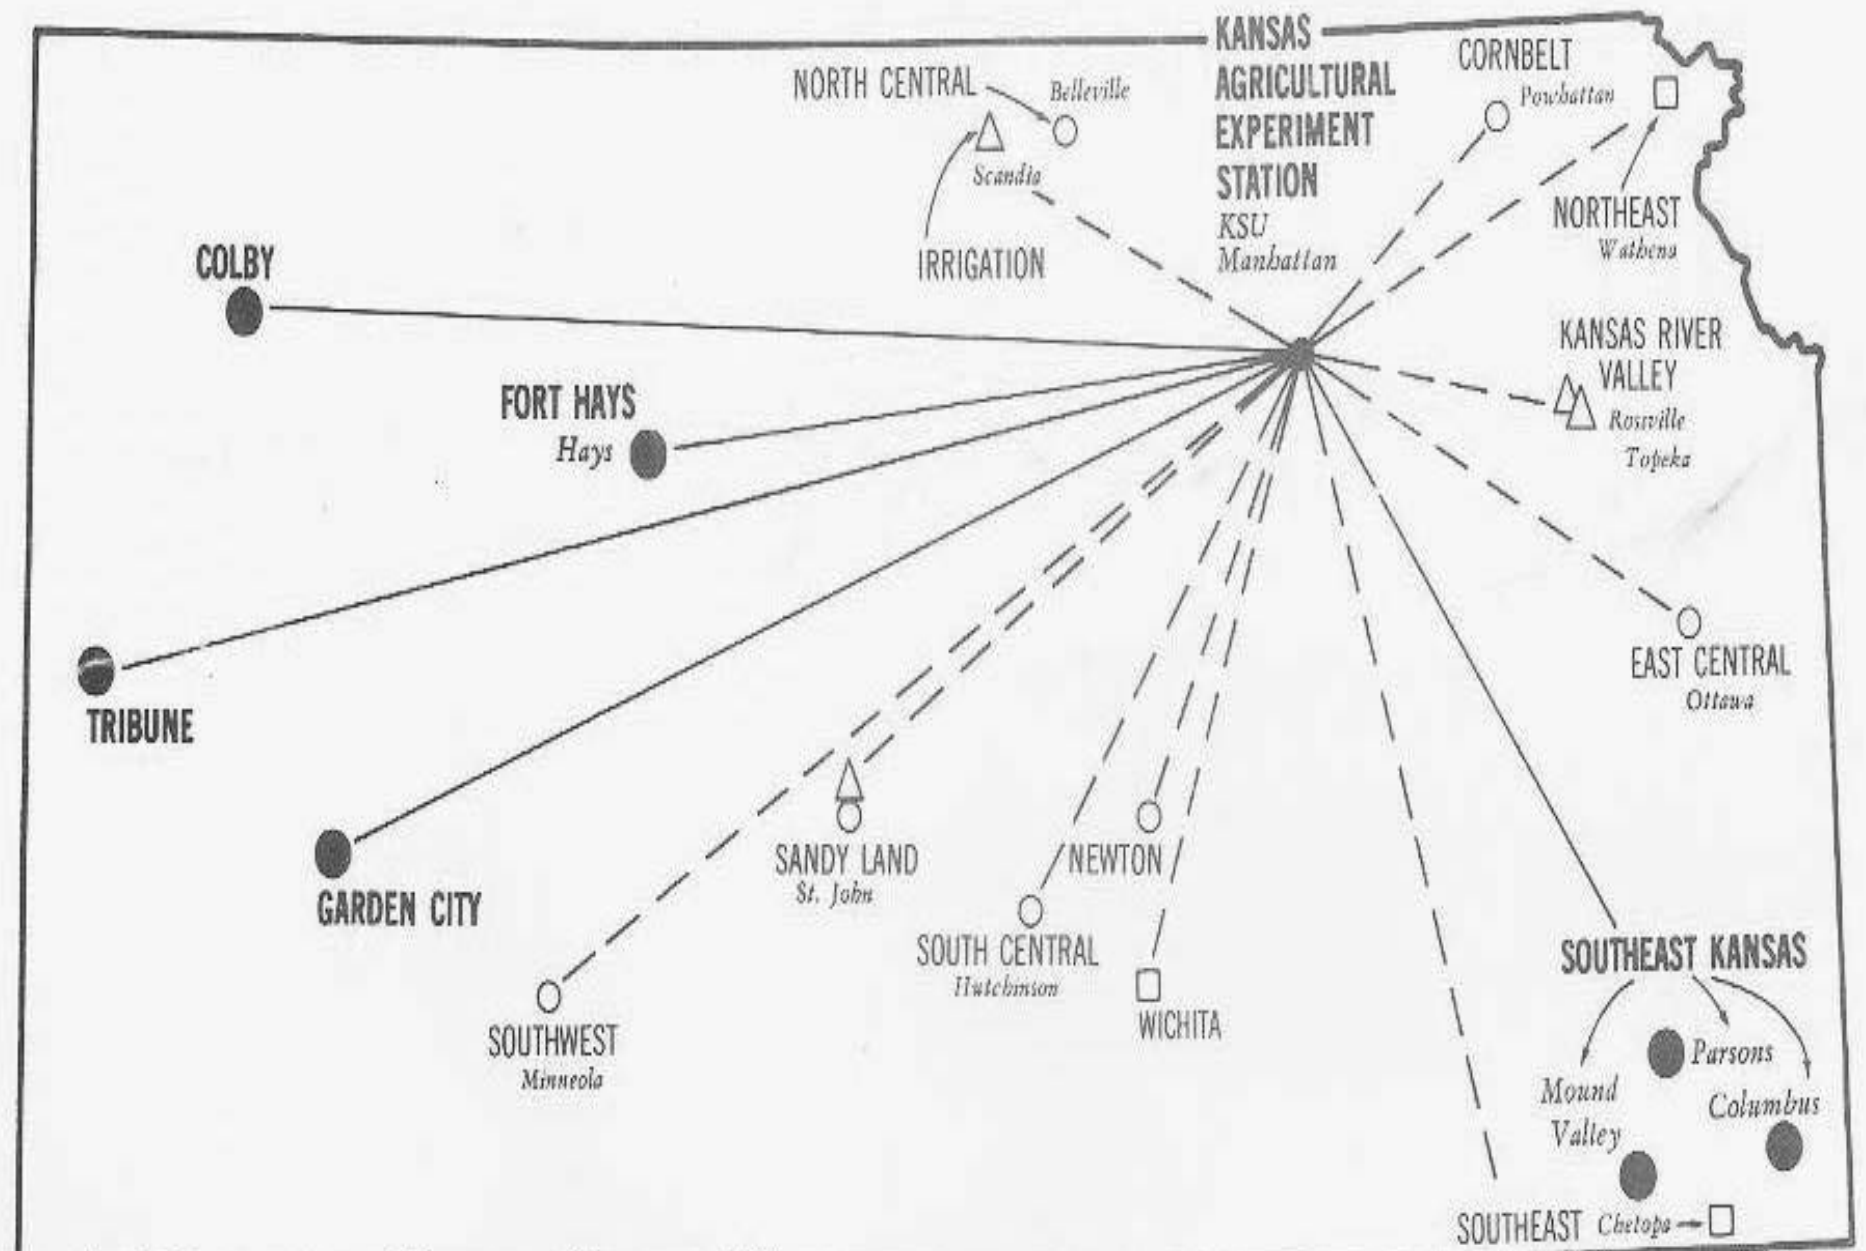 KANSAS
AGRICULTURAL
EXPERIMENT
STATION
KSU
Manhattan
NORTH CENTRAL
Belleville
Scandia
IRRIGATION
CORNBELT
Powhattan
NORTHEAST
Wathena
COLBY
FORT HAYS
Hays
KANSAS RIVER
VALLEY
Rossville
Topeka
TRIBUNE
EAST CENTRAL
Ottawa
GARDEN CITY
SANDY LAND
St. John
NEWTON
SOUTH CENTRAL
Hutchinson
WICHITA
SOUTHWEST
Minneola
SOUTHEAST KANSAS
Parsons
Mound
Valley
Columbus
SOUTHEAST Chetopa